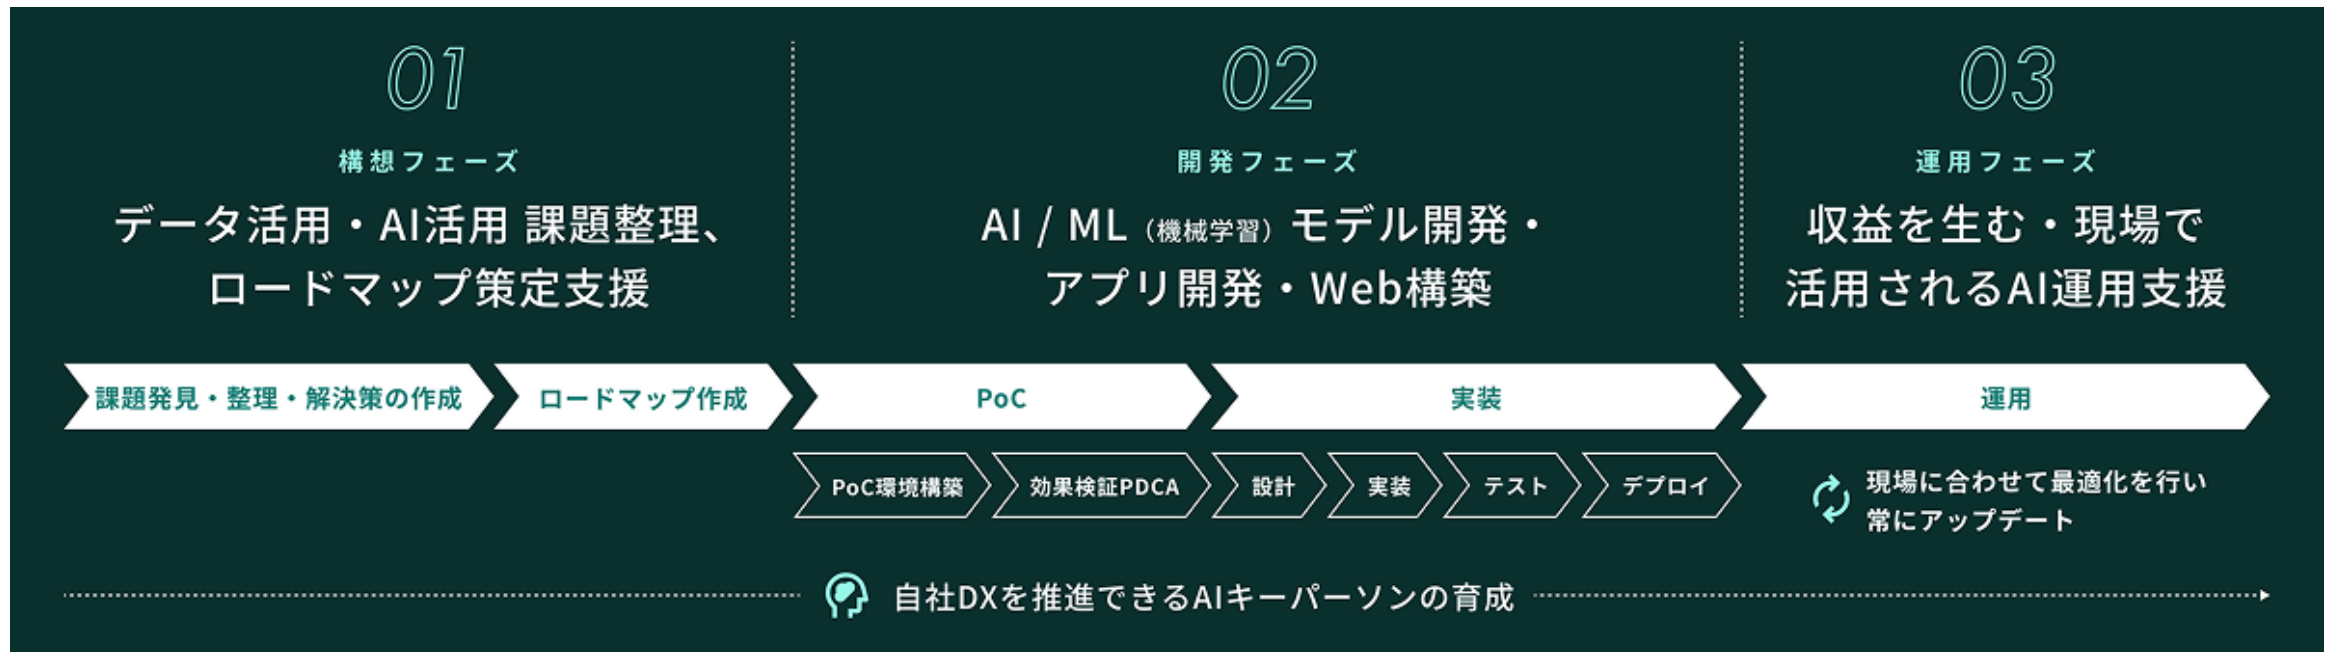 01
構想フェーズ
データ活用・AI活用 課題整理、
ロードマップ策定支援
02
開発フェーズ
AI / ML（機械学習）モデル開発・
アプリ開発・Web構築
03
運用フェーズ
収益を生む・現場で
活用されるAI運用支援
課題発見・整理・解決策の作成
ロードマップ作成
PoC
実装
運用
PoC環境構築
効果検証PDCA
設計
実装
テスト
デプロイ
現場に合わせて最適化を行い
常にアップデート
自社DXを推進できるAIキーパーソンの育成